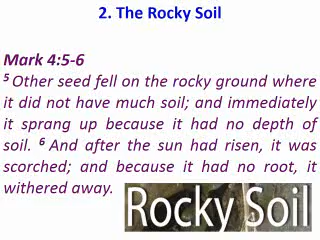 2. The Rocky Soil
Mark 4:5-6
5 Other seed fell on the rocky ground where
it did not have much soil; and immediately
it sprang up because it had no depth of
soil. 6 And after the sun had risen, it was
scorched; and because it had no root, it
withered away.
Rocky Soil